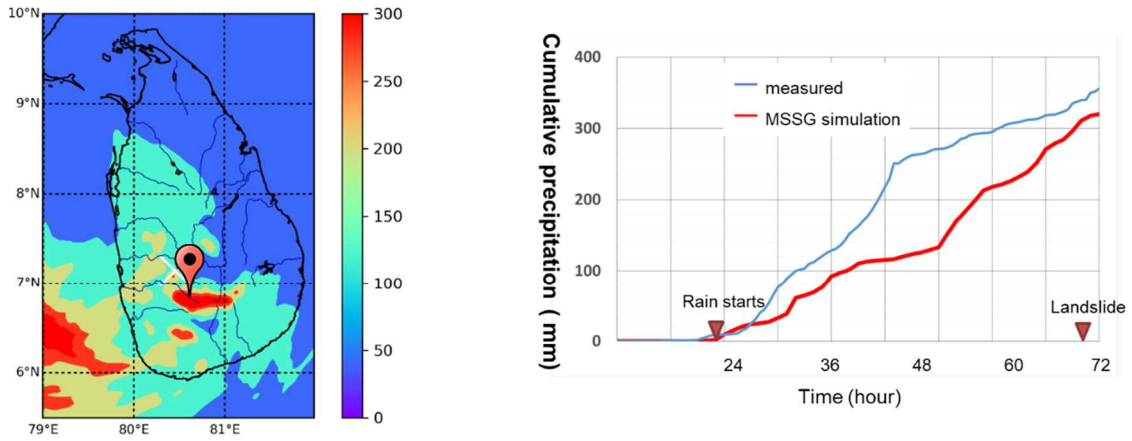 10°N
9°N
8°N
7°N
6°N
79°E
80°E
81°E
300
250
200
150
100
50
0
Cumulative precipitation ( mm)
400
300
200
100
0
measured
MSSG simulation
Rain starts
Landslide
24
36
48
60
72
Time (hour)